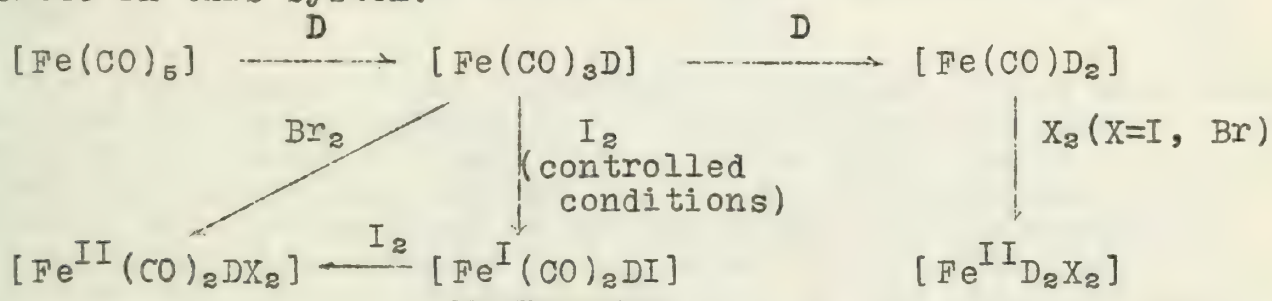 D D
[Fe(CO)₅] [Fe(CO)₃D] [Fe(CO)D₂]
Br₂ I₂ X₂(X=I, Br)
(controlled
conditions)
I₂
[Feᴵᴵ(CO)₂DX₂] [Feᴵ(CO)₂DI] [FeᴵᴵD₂X₂]